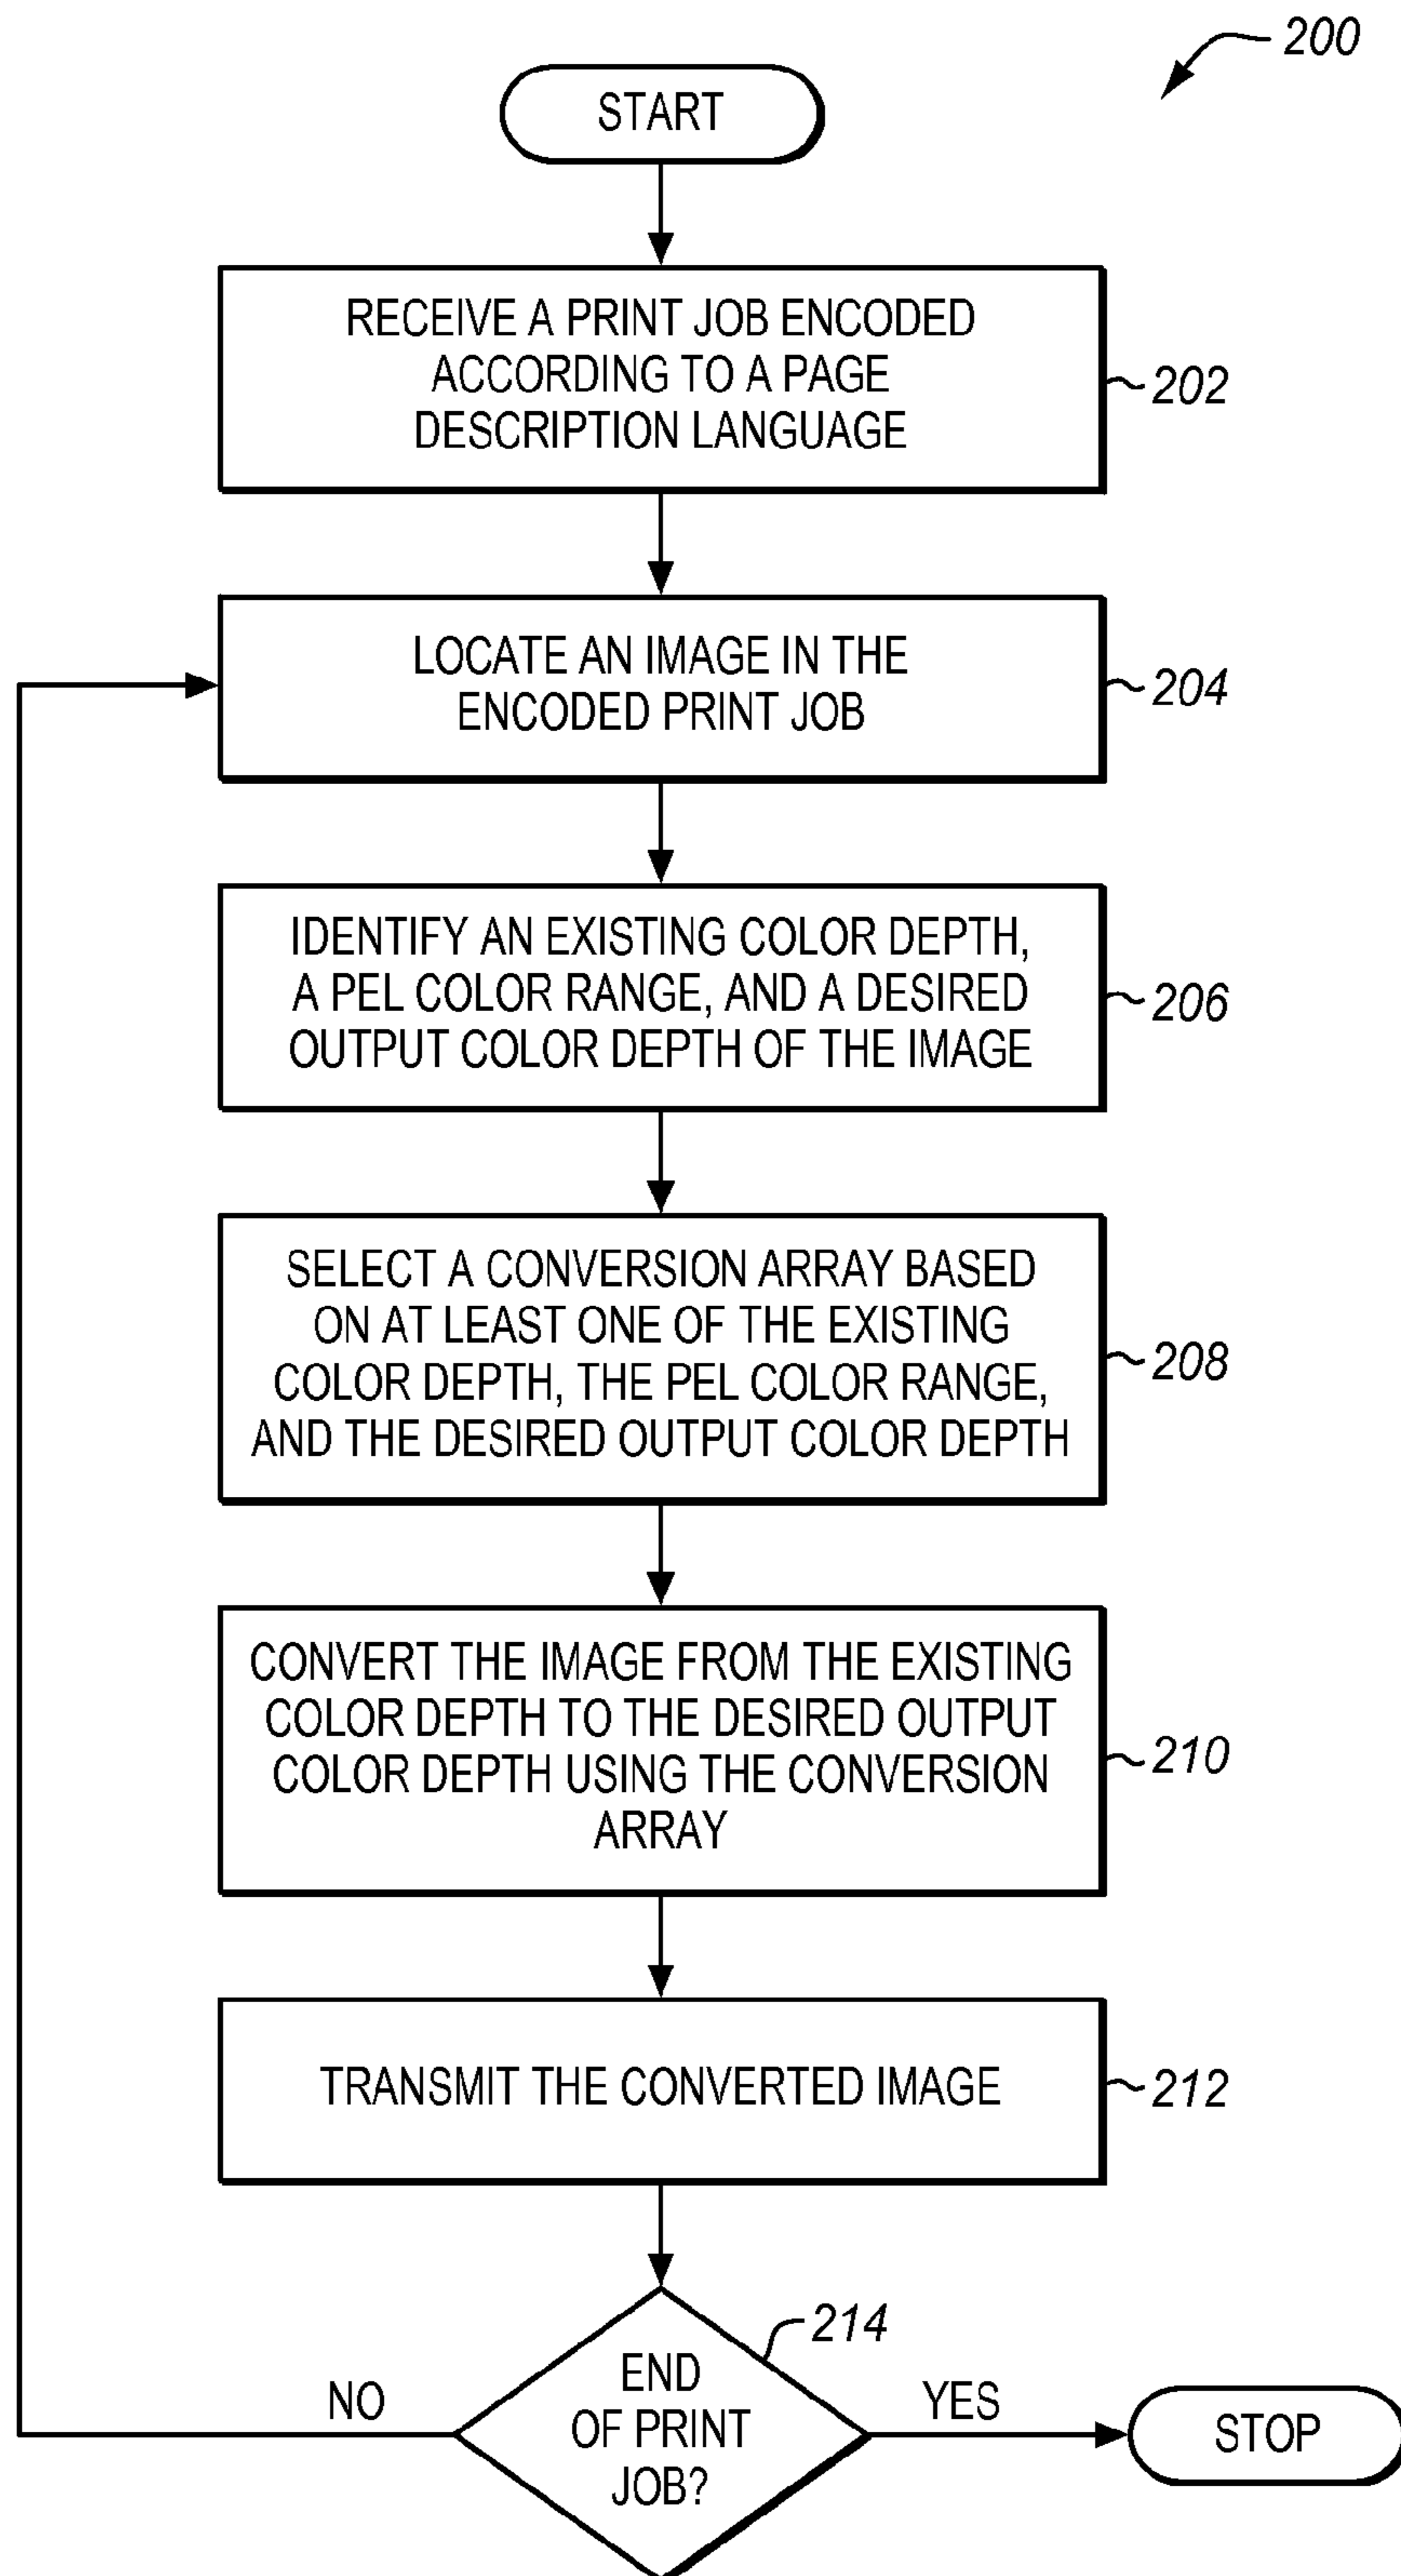 200
START
RECEIVE A PRINT JOB ENCODED
ACCORDING TO A PAGE
DESCRIPTION LANGUAGE
202
LOCATE AN IMAGE IN THE
ENCODED PRINT JOB
204
IDENTIFY AN EXISTING COLOR DEPTH,
A PEL COLOR RANGE, AND A DESIRED
OUTPUT COLOR DEPTH OF THE IMAGE
206
SELECT A CONVERSION ARRAY BASED
ON AT LEAST ONE OF THE EXISTING
COLOR DEPTH, THE PEL COLOR RANGE,
AND THE DESIRED OUTPUT COLOR DEPTH
208
CONVERT THE IMAGE FROM THE EXISTING
COLOR DEPTH TO THE DESIRED OUTPUT
COLOR DEPTH USING THE CONVERSION
ARRAY
210
TRANSMIT THE CONVERTED IMAGE
212
214
END
OF PRINT
JOB?
NO
YES
STOP